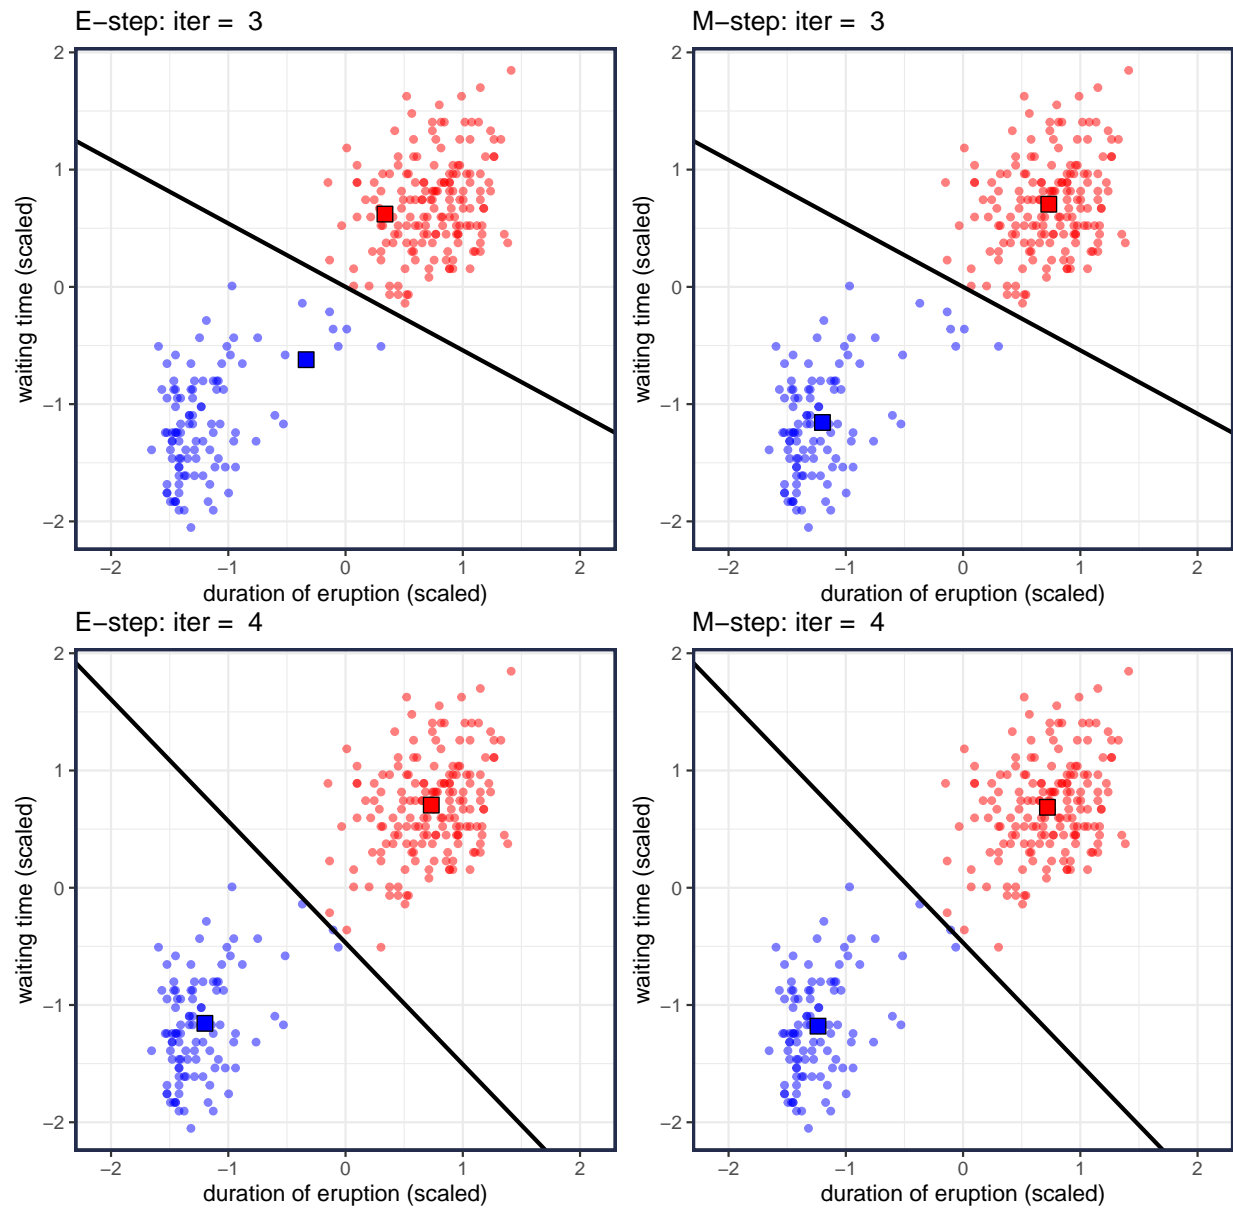 E−step: iter =  3
2
1
0
−1
−2
−2 −1 0 1 2
duration of eruption (scaled)
waiting time (scaled)
M−step: iter =  3
2
1
0
−1
−2
−2 −1 0 1 2
duration of eruption (scaled)
waiting time (scaled)
E−step: iter =  4
2
1
0
−1
−2
−2 −1 0 1 2
duration of eruption (scaled)
waiting time (scaled)
M−step: iter =  4
2
1
0
−1
−2
−2 −1 0 1 2
duration of eruption (scaled)
waiting time (scaled)